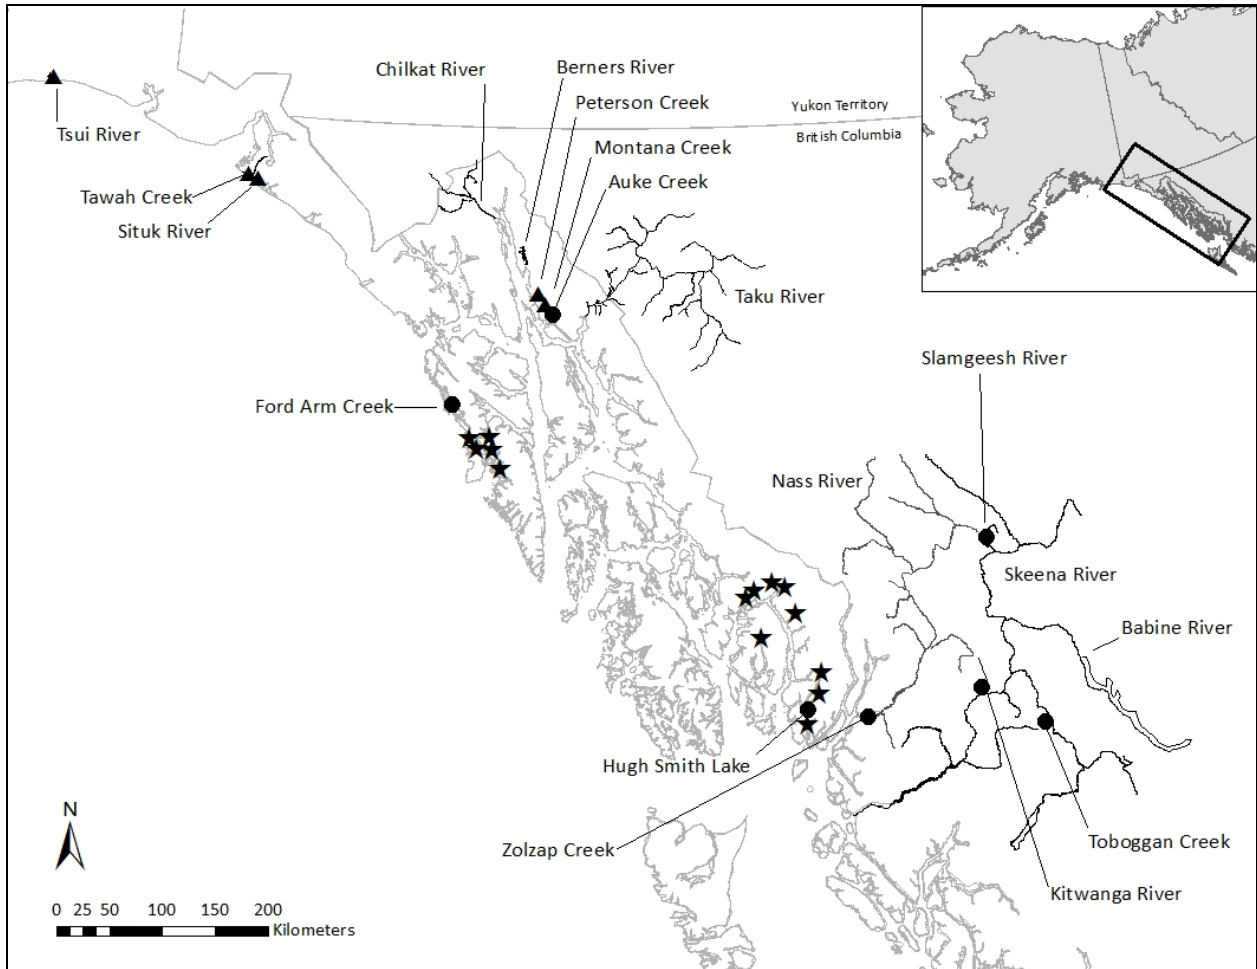 Chilkat River
Berners River
Peterson Creek
Yukon Territory
British Columbia
Tsui River
Montana Creek
Auke Creek
Tawah Creek
Situk River
Taku River
Slamgeesh River
Ford Arm Creek
Nass River
Skeena River
Babine River
Hugh Smith Lake
N
Zolzap Creek
Toboggan Creek
Kitwanga River
0 25 50 100 150 200
Kilometers